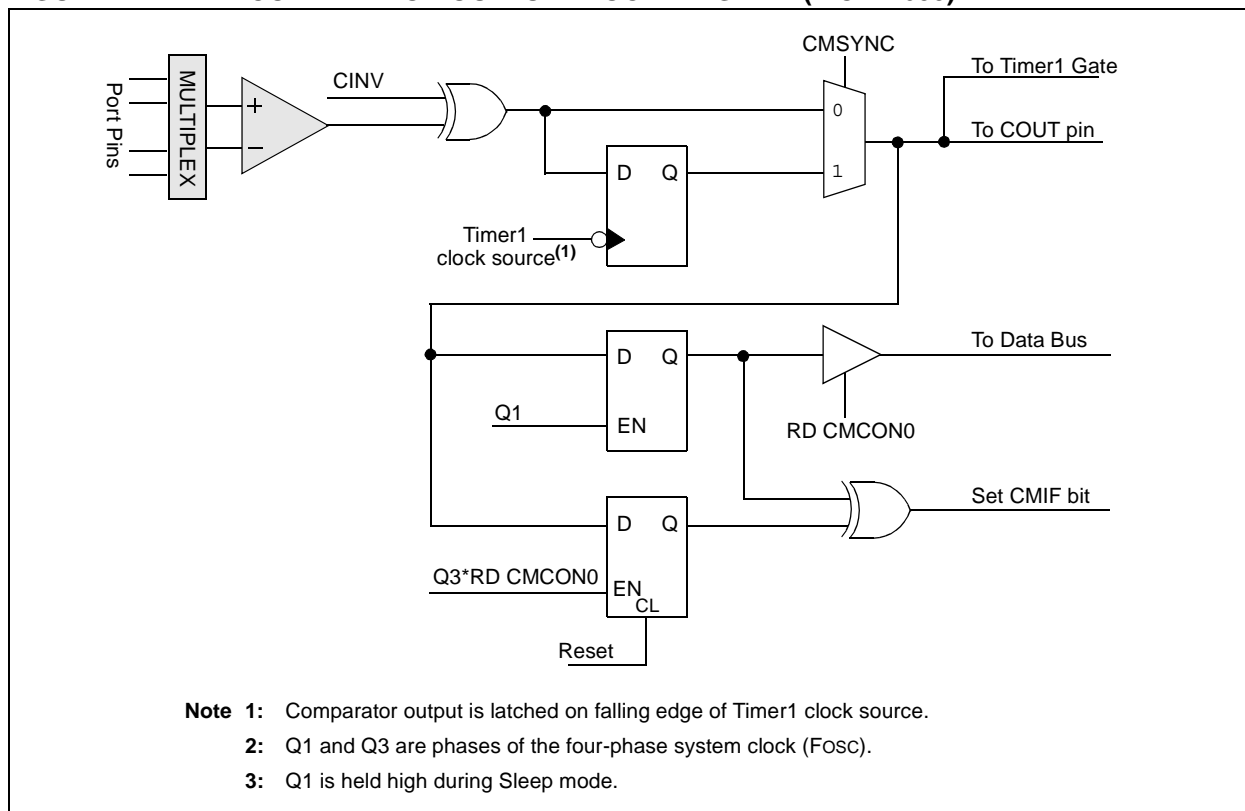 CMSYNC
To Timer1 Gate
CINV
MULTIPLEX
Port Pins
+
−
0
To COUT pin
D Q
1
Timer1
clock source(1)
D Q
To Data Bus
Q1
EN
RD CMCON0
Set CMIF bit
D Q
Q3*RD CMCON0
EN
CL
Reset
Note 1: Comparator output is latched on falling edge of Timer1 clock source.
2: Q1 and Q3 are phases of the four-phase system clock (FOSC).
3: Q1 is held high during Sleep mode.